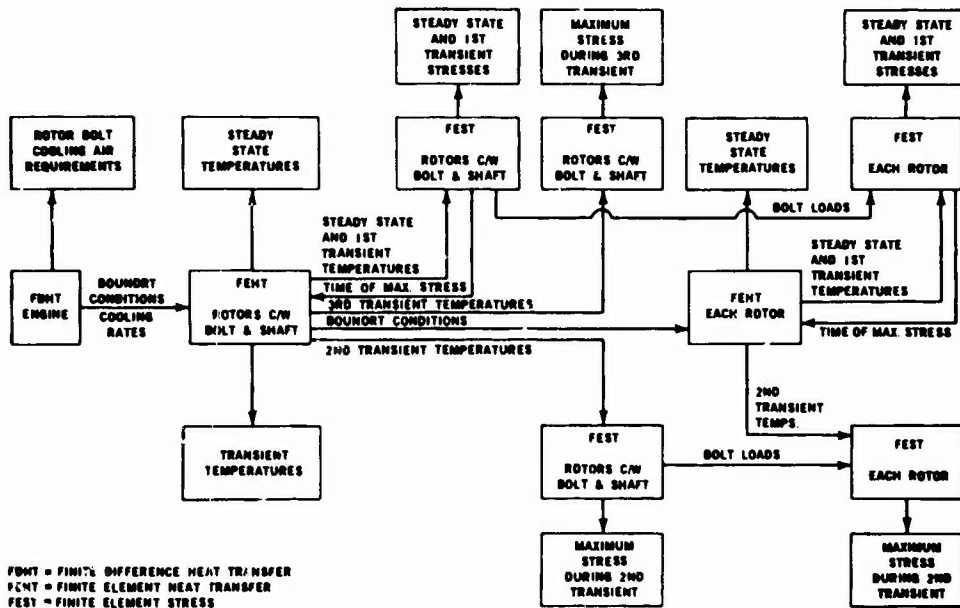 STEADY STATE
AND 1ST
TRANSIENT
STRESSES
MAXIMUM
STRESS
DURING 3RD
TRANSIENT
STEADY STATE
AND 1ST
TRANSIENT
STRESSES
ROTOR BOLT
COOLING AIR
REQUIREMENTS
STEADY
STATE
TEMPERATURES
FEST
ROTORS C/W
BOLT & SHAFT
FEST
ROTORS C/W
BOLT & SHAFT
STEADY
STATE
TEMPERATURES
FEST
EACH ROTOR
BOLT LOADS
STEADY STATE
AND 1ST
TRANSIENT
TEMPERATURES
STEADY STATE
AND 1ST
TRANSIENT
TEMPERATURES
FDHT
ENGINE
BOUNDRY
CONDITIONS
COOLING
RATES
FEHT
ROTORS C/W
BOLT & SHAFT
TIME OF MAX. STRESS
3RD TRANSIENT TEMPERATURES
BOUNDRY CONDITIONS
2ND TRANSIENT TEMPERATURES
FEHT
EACH ROTOR
TIME OF MAX. STRESS
2ND
TRANSIENT
TEMPS.
TRANSIENT
TEMPERATURES
FEST
ROTORS C/W
BOLT & SHAFT
BOLT LOADS
FEST
EACH ROTOR
MAXIMUM
STRESS
DURING 2ND
TRANSIENT
MAXIMUM
STRESS
DURING 2ND
TRANSIENT
FDHT = FINITE DIFFERENCE HEAT TRANSFER
FEHT = FINITE ELEMENT HEAT TRANSFER
FEST = FINITE ELEMENT STRESS